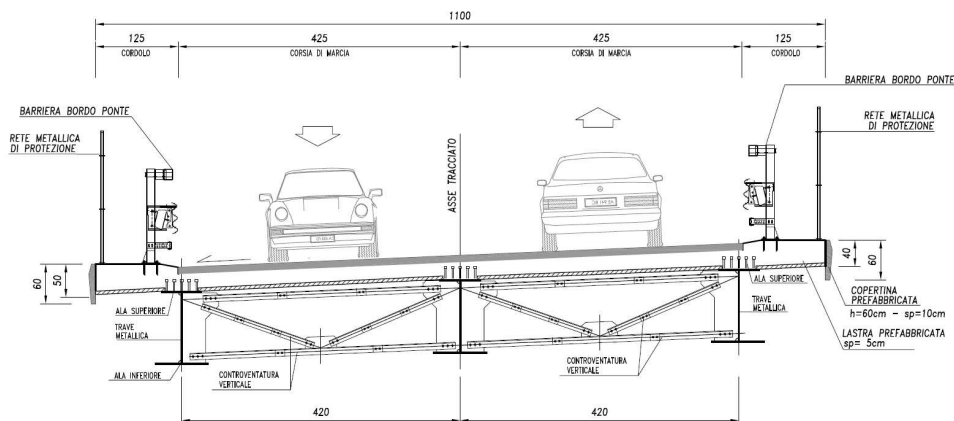 1100
125
425
425
125
CORDOLO
CORSIA DI MARCIA
CORSIA DI MARCIA
CORDOLO
BARRIERA BORDO PONTE
BARRIERA BORDO PONTE
RETE METALLICA
DI PROTEZIONE
RETE METALLICA
DI PROTEZIONE
ASSE TRACCIATO
60
50
40
60
ALA SUPERIORE
ALA SUPERIORE
TRAVE
METALLICA
TRAVE
METALLICA
COPERTINA
PREFABBRICATA
h=60cm - sp=10cm
LASTRA PREFABBRICATA
sp= 5cm
ALA INFERIORE
CONTROVENTATURA
VERTICALE
CONTROVENTATURA
VERTICALE
420
420